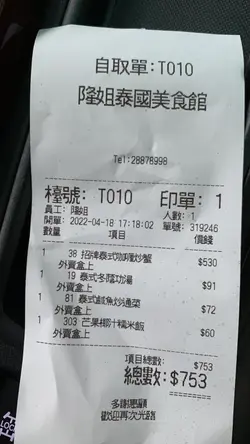 自取單:T010
隆姐泰國美食館
Tel:28878998
檯號: T010 印單: 1
員工: 隆姐 人數: 1
開單: 2022-04-18 17:18:02 單號: 319246
數量 項目 價錢
1 38 招牌泰式咖喱炒蟹 $530
外賣盒上
1 19 泰式冬蔭功湯 $91
外賣盒上
1 81 泰式鹹魚炒通菜 $72
外賣盒上
1 303 芒果椰汁糯米飯 $60
外賣盒上
項目總數: $753
總數: $753
多謝惠顧
歡迎再次光臨